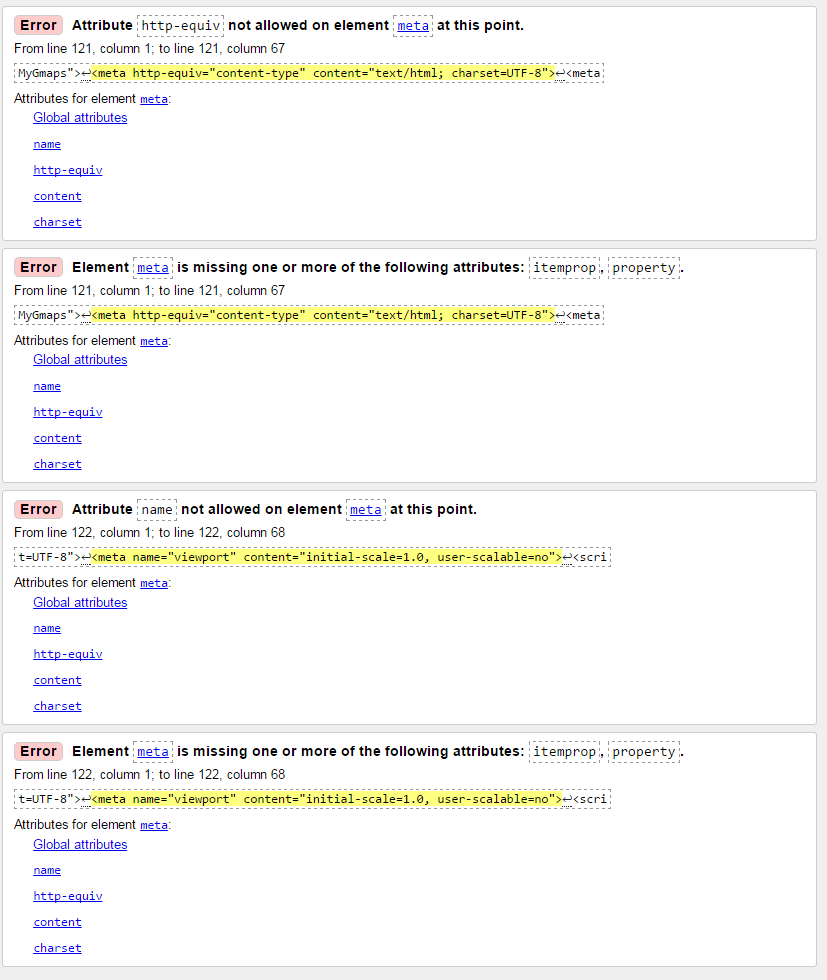 Error Attribute http-equiv not allowed on element meta at this point.
From line 121, column 1; to line 121, column 67
MyGmaps">↩<meta http-equiv="content-type" content="text/html; charset=UTF-8">↩<meta
Attributes for element meta:
Global attributes
name
http-equiv
content
charset
Error Element meta is missing one or more of the following attributes: itemprop, property.
From line 121, column 1; to line 121, column 67
MyGmaps">↩<meta http-equiv="content-type" content="text/html; charset=UTF-8">↩<meta
Attributes for element meta:
Global attributes
name
http-equiv
content
charset
Error Attribute name not allowed on element meta at this point.
From line 122, column 1; to line 122, column 68
t=UTF-8">↩<meta name="viewport" content="initial-scale=1.0, user-scalable=no">↩<scri
Attributes for element meta:
Global attributes
name
http-equiv
content
charset
Error Element meta is missing one or more of the following attributes: itemprop, property.
From line 122, column 1; to line 122, column 68
t=UTF-8">↩<meta name="viewport" content="initial-scale=1.0, user-scalable=no">↩<scri
Attributes for element meta:
Global attributes
name
http-equiv
content
charset